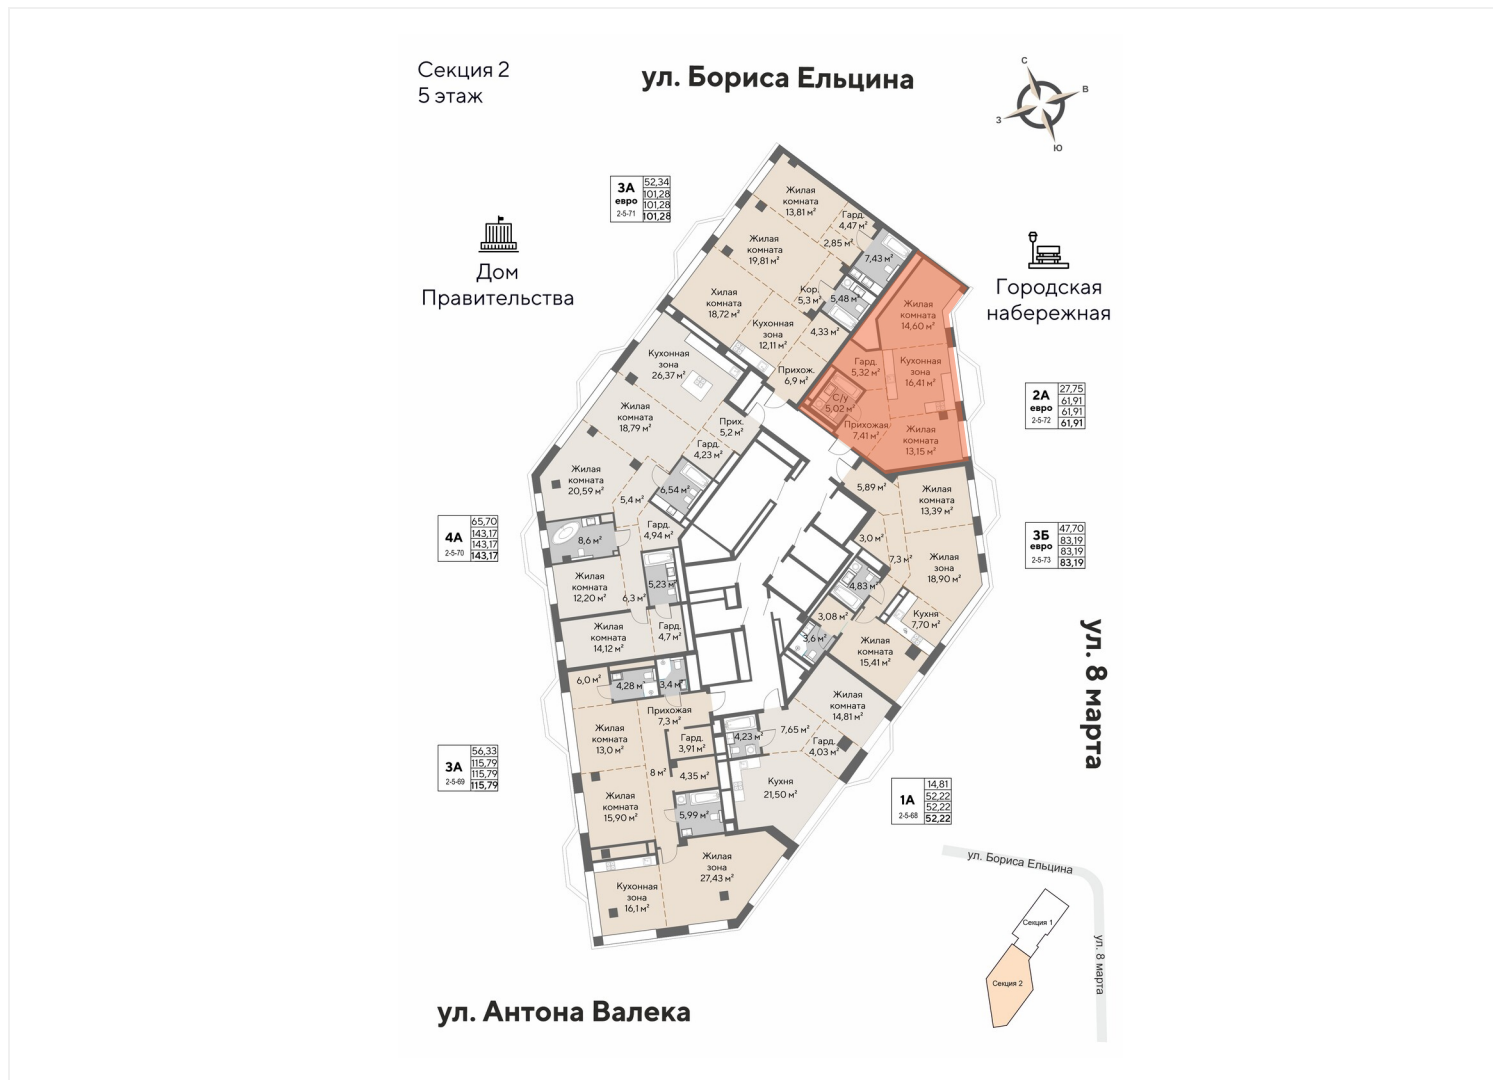 Секция 2
5 этаж
ул. Бориса Ельцина
С
В
З
Ю
3А
евро
2-5-71
52,34
101,28
101,28
101,28
Дом
Правительства
Городская
набережная
Жилая
комната
13,81 м²
Гард.
4,47 м²
2,85 м²
7,43 м²
Жилая
комната
19,81 м²
Хилая
комната
18,72 м²
Кор.
5,3 м²
5,48 м²
Кухонная
зона
12,11 м²
4,33 м²
Прихож.
6,9 м²
Жилая
комната
14,60 м²
Гард.
5,32 м²
Кухонная
зона
16,41 м²
С/у
5,02 м²
Прихожая
7,41 м²
Жилая
комната
13,15 м²
2А
евро
2-5-72
27,75
61,91
61,91
61,91
Кухонная
зона
26,37 м²
Жилая
комната
18,79 м²
Прих.
5,2 м²
Гард.
4,23 м²
Жилая
комната
20,59 м²
6,54 м²
5,4 м²
Гард.
4,94 м²
8,6 м²
Жилая
комната
12,20 м²
5,23 м²
6,3 м²
Жилая
комната
14,12 м²
Гард.
4,7 м²
4А
2-5-70
65,70
143,17
143,17
143,17
5,89 м²
Жилая
комната
13,39 м²
3,0 м²
7,3 м²
Жилая
зона
18,90 м²
4,83 м²
3,08 м²
Кухня
7,70 м²
3,6 м²
Жилая
комната
15,41 м²
3Б
евро
2-5-73
47,70
83,19
83,19
83,19
ул. 8 марта
6,0 м²
4,28 м²
3,4 м²
Прихожая
7,3 м²
Жилая
комната
13,0 м²
Гард.
3,91 м²
8 м²
4,35 м²
Жилая
комната
15,90 м²
5,99 м²
Жилая
зона
27,43 м²
Кухонная
зона
16,1 м²
3А
2-5-69
56,33
115,79
115,79
115,79
Жилая
комната
14,81 м²
4,23 м²
7,65 м²
Гард.
4,03 м²
Кухня
21,50 м²
1А
2-5-68
14,81
52,22
52,22
52,22
ул. Бориса Ельцина
Секция 1
ул. 8 марта
Секция 2
ул. Антона Валека